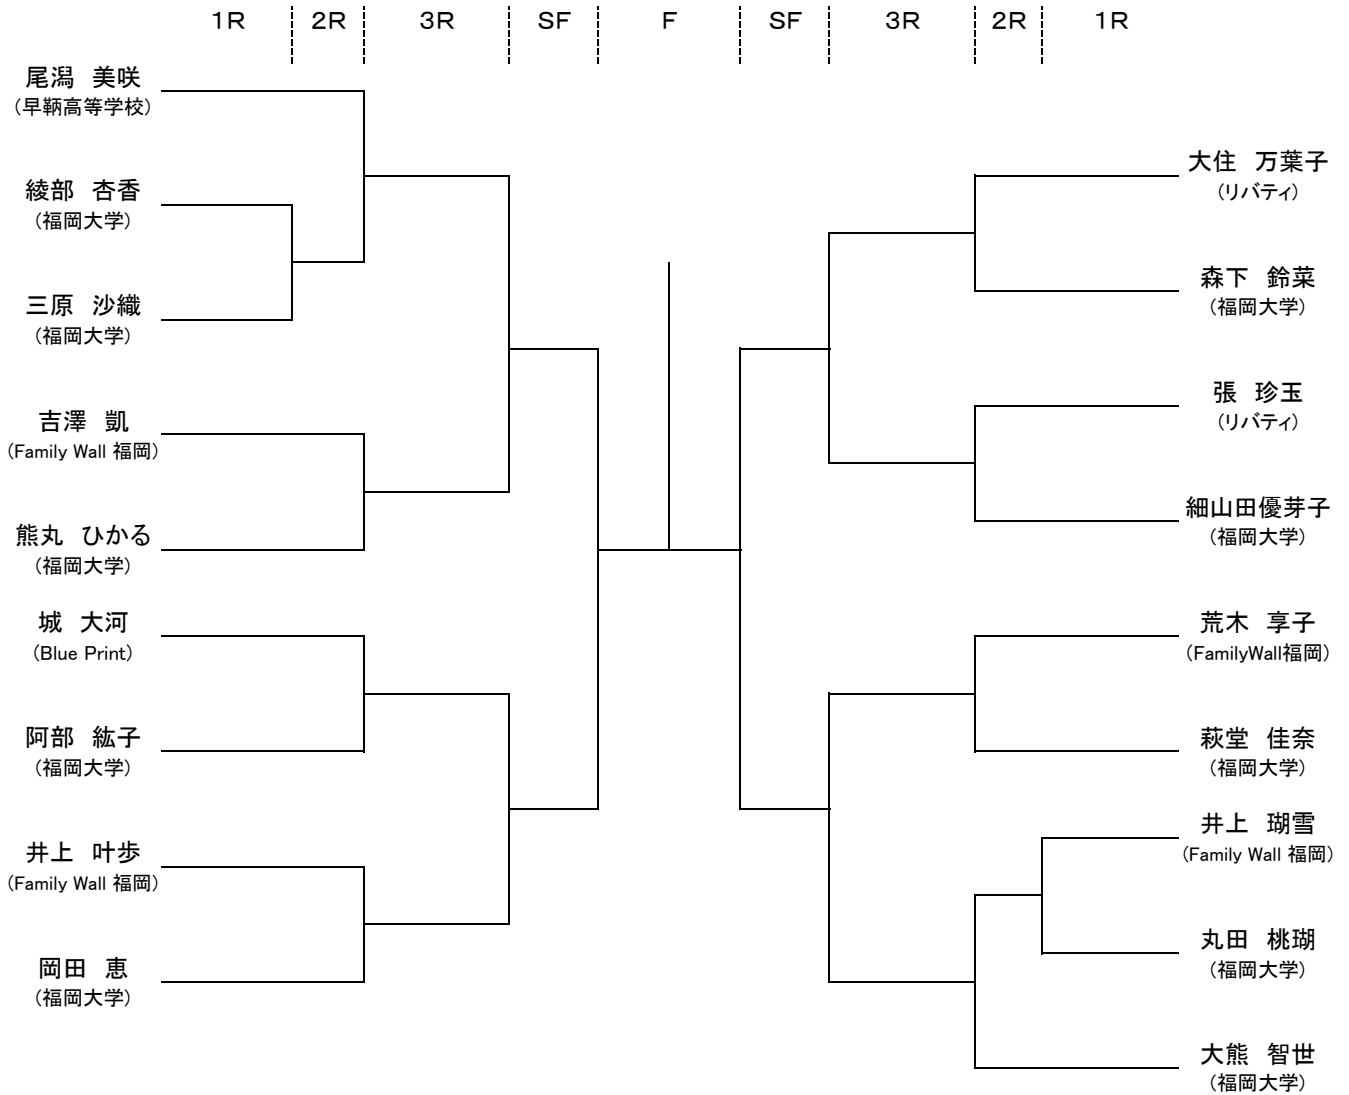 1R 2R 3R SF F SF 3R 2R 1R
尾潟　美咲
(早鞆高等学校)
綾部　杏香
(福岡大学)
三原　沙織
(福岡大学)
吉澤　凱
(Family Wall 福岡)
熊丸　ひかる
(福岡大学)
城　大河
(Blue Print)
阿部　紘子
(福岡大学)
井上　叶歩
(Family Wall 福岡)
岡田　恵
(福岡大学)
大住　万葉子
(リバティ)
森下　鈴菜
(福岡大学)
張　珍玉
(リバティ)
細山田優芽子
(福岡大学)
荒木　享子
(FamilyWall福岡)
萩堂　佳奈
(福岡大学)
井上　瑚雪
(Family Wall 福岡)
丸田　桃瑚
(福岡大学)
大熊　智世
(福岡大学)